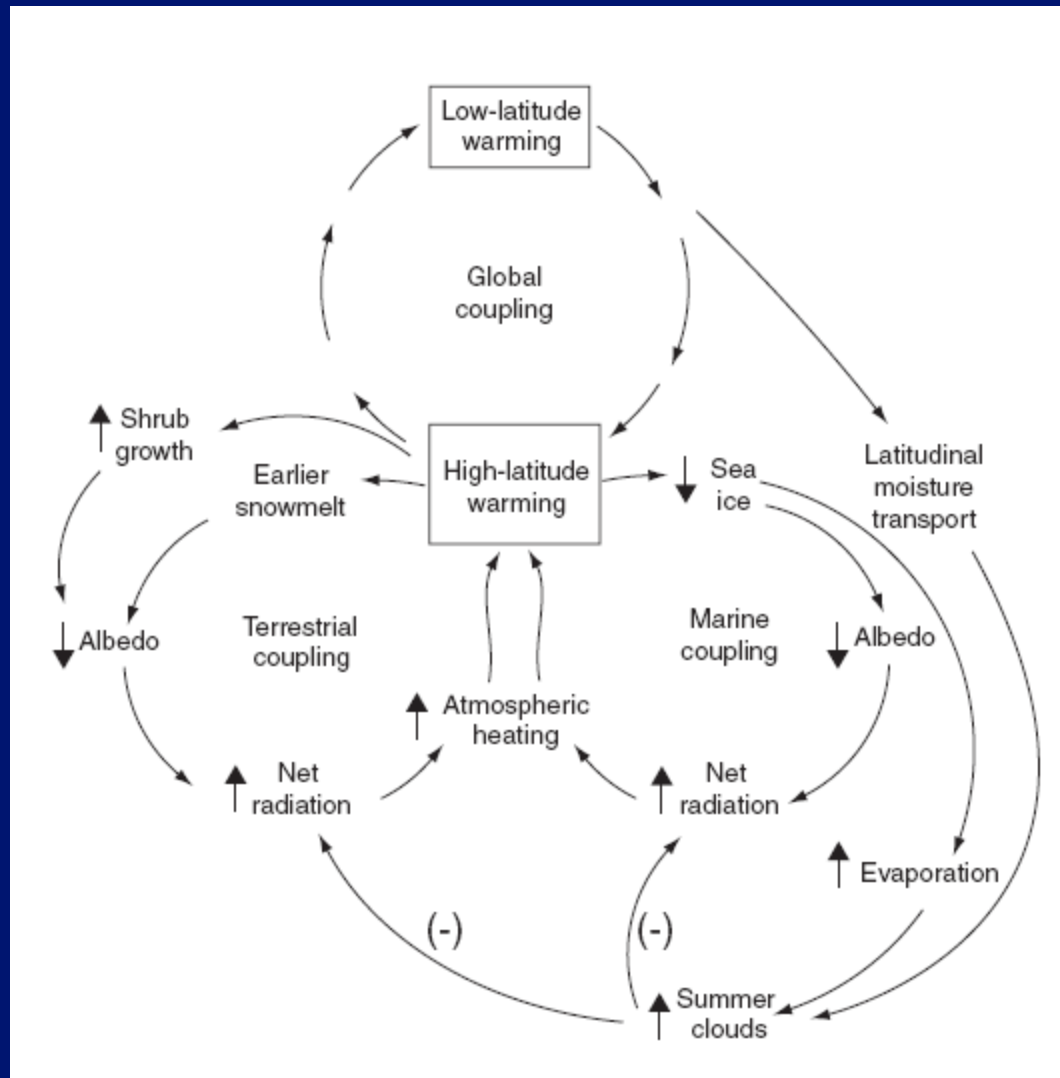 Low-latitude
warming
Global
coupling
Shrub
growth
Earlier
snowmelt
High-latitude
warming
Sea
ice
Latitudinal
moisture
transport
Albedo
Terrestrial
coupling
Marine
coupling
Albedo
Atmospheric
heating
Net
radiation
Net
radiation
Evaporation
(-)
(-)
Summer
clouds